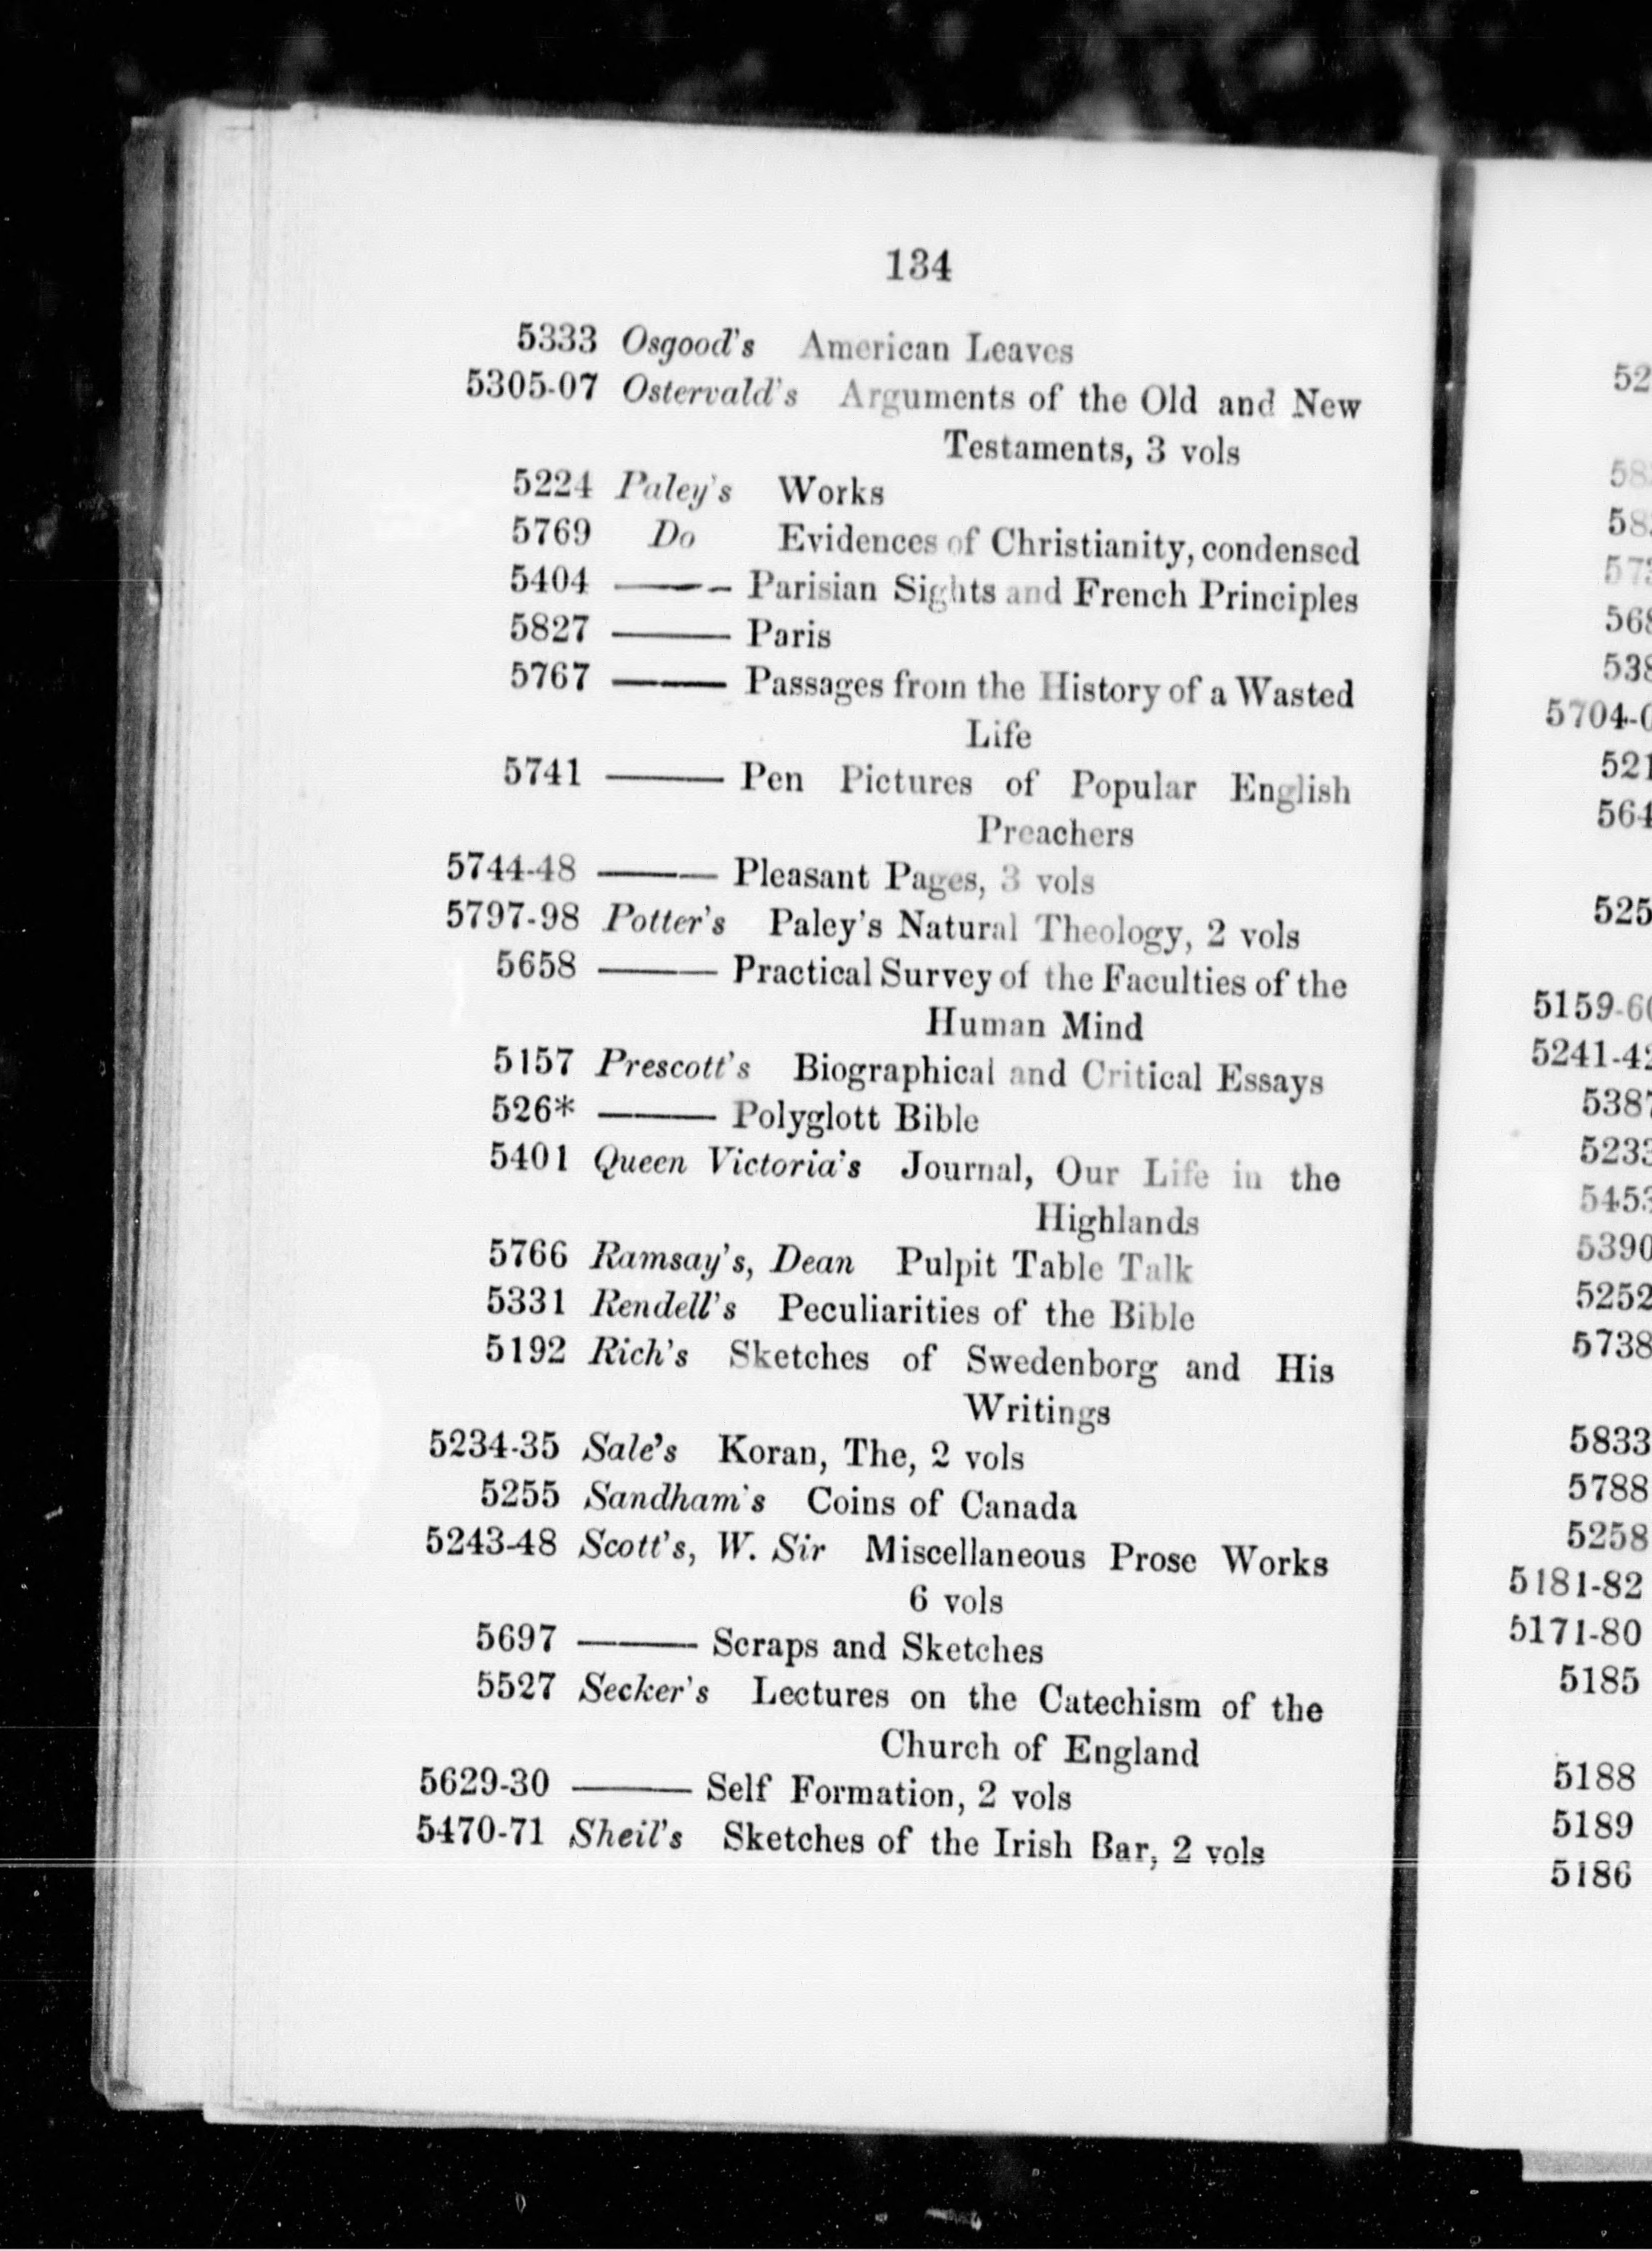 134
5333 Osgood's American Leaves
5305-07 Ostervald's Arguments of the Old and New
Testaments, 3 vols
5224 Paley's Works
5769 Do Evidences of Christianity, condensed
5404 ——— Parisian Sights and French Principles
5827 ——— Paris
5767 ——— Passages from the History of a Wasted
Life
5741 ——— Pen Pictures of Popular English
Preachers
5744-48 ——— Pleasant Pages, 3 vols
5797-98 Potter's Paley's Natural Theology, 2 vols
5658 ——— Practical Survey of the Faculties of the
Human Mind
5157 Prescott's Biographical and Critical Essays
526* ——— Polyglott Bible
5401 Queen Victoria's Journal, Our Life in the
Highlands
5766 Ramsay's, Dean Pulpit Table Talk
5331 Rendell's Peculiarities of the Bible
5192 Rich's Sketches of Swedenborg and His
Writings
5234-35 Sale's Koran, The, 2 vols
5255 Sandham's Coins of Canada
5243-48 Scott's, W. Sir Miscellaneous Prose Works
6 vols
5697 ——— Scraps and Sketches
5527 Secker's Lectures on the Catechism of the
Church of England
5629-30 ——— Self Formation, 2 vols
5470-71 Sheil's Sketches of the Irish Bar, 2 vols
5233
5390
5252
5738
5833
5788
5258
5181-82
5171-80
5185
5188
5189
5186